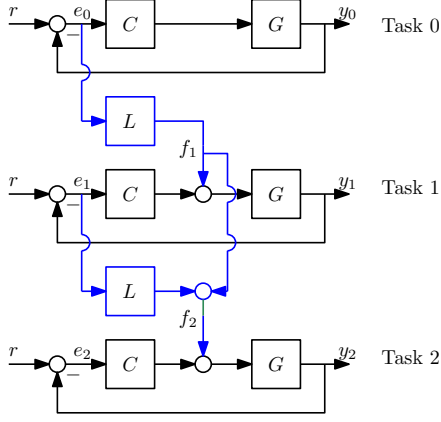 r e₀ C G y₀ Task 0
−
L
f₁
r e₁ C G y₁ Task 1
−
L
f₂
r e₂ C G y₂ Task 2
−